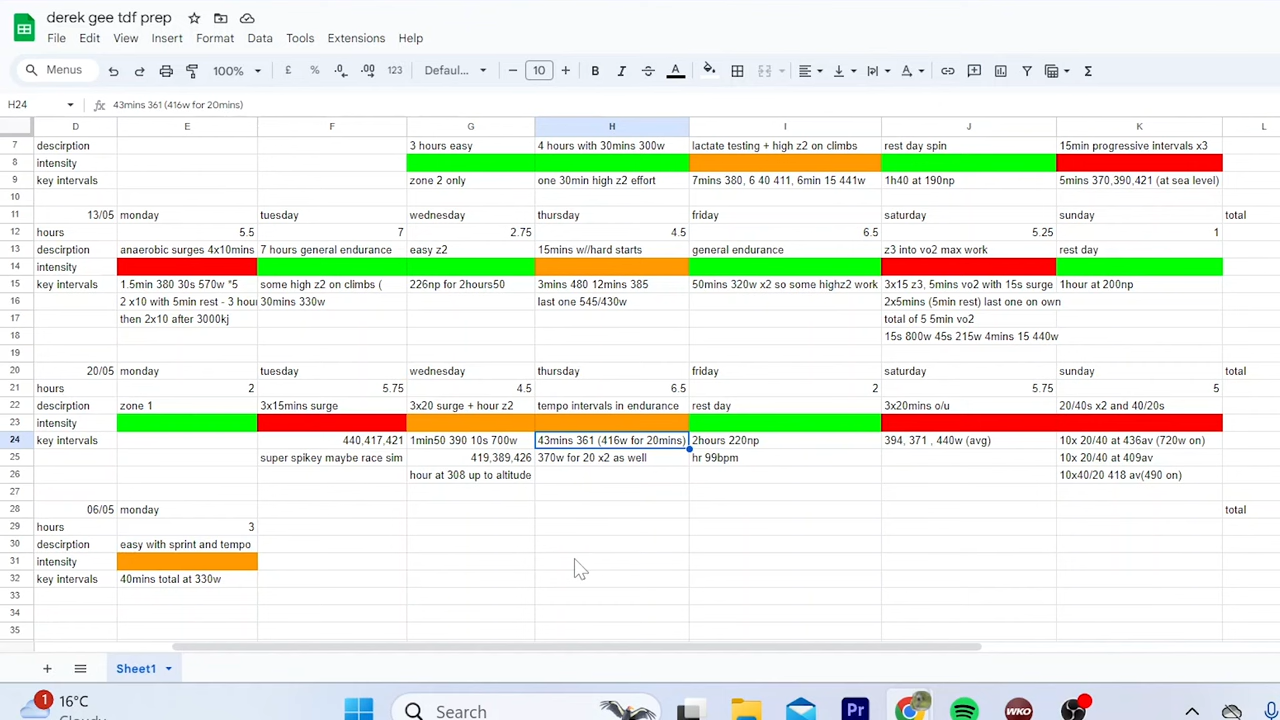 derek gee tdf prep
File Edit View Insert Format Data Tools Extensions Help
Menus 100% £ % .0 .00 123 Defaul... 10 B I A Σ
H24 fx 43mins 361 (416w for 20mins)
D E F G H I J K L
7 descirption 3 hours easy 4 hours with 30mins 300w lactate testing + high z2 on climbs rest day spin 15min progressive intervals x3
8 intensity
9 key intervals zone 2 only one 30min high z2 effort 7mins 380, 6 40 411, 6min 15 441w 1h40 at 190np 5mins 370,390,421 (at sea level)
10
11 13/05 monday tuesday wednesday thursday friday saturday sunday total
12 hours 5.5 7 2.75 4.5 6.5 5.25 1
13 descirption anaerobic surges 4x10mins 7 hours general endurance easy z2 15mins w//hard starts general endurance z3 into vo2 max work rest day
14 intensity
15 key intervals 1.5min 380 30s 570w *5 some high z2 on climbs ( 226np for 2hours50 3mins 480 12mins 385 50mins 320w x2 so some highz2 work 3x15 z3, 5mins vo2 with 15s surge 1hour at 200np
16 2 x10 with 5min rest - 3 hour 30mins 330w last one 545/430w 2x5mins (5min rest) last one on own
17 then 2x10 after 3000kj total of 5 5min vo2
18 15s 800w 45s 215w 4mins 15 440w
19
20 20/05 monday tuesday wednesday thursday friday saturday sunday total
21 hours 2 5.75 4.5 6.5 2 5.75 5
22 descirption zone 1 3x15mins surge 3x20 surge + hour z2 tempo intervals in endurance rest day 3x20mins o/u 20/40s x2 and 40/20s
23 intensity
24 key intervals 440,417,421 1min50 390 10s 700w 43mins 361 (416w for 20mins) 2hours 220np 394, 371 , 440w (avg) 10x 20/40 at 436av (720w on)
25 super spikey maybe race sim 419,389,426 370w for 20 x2 as well hr 99bpm 10x 20/40 at 409av
26 hour at 308 up to altitude 10x40/20 418 av(490 on)
27
28 06/05 monday total
29 hours 3
30 descirption easy with sprint and tempo
31 intensity
32 key intervals 40mins total at 330w
33
34
35
Sheet1
1 16°C
Cloudy Search Pr WKO